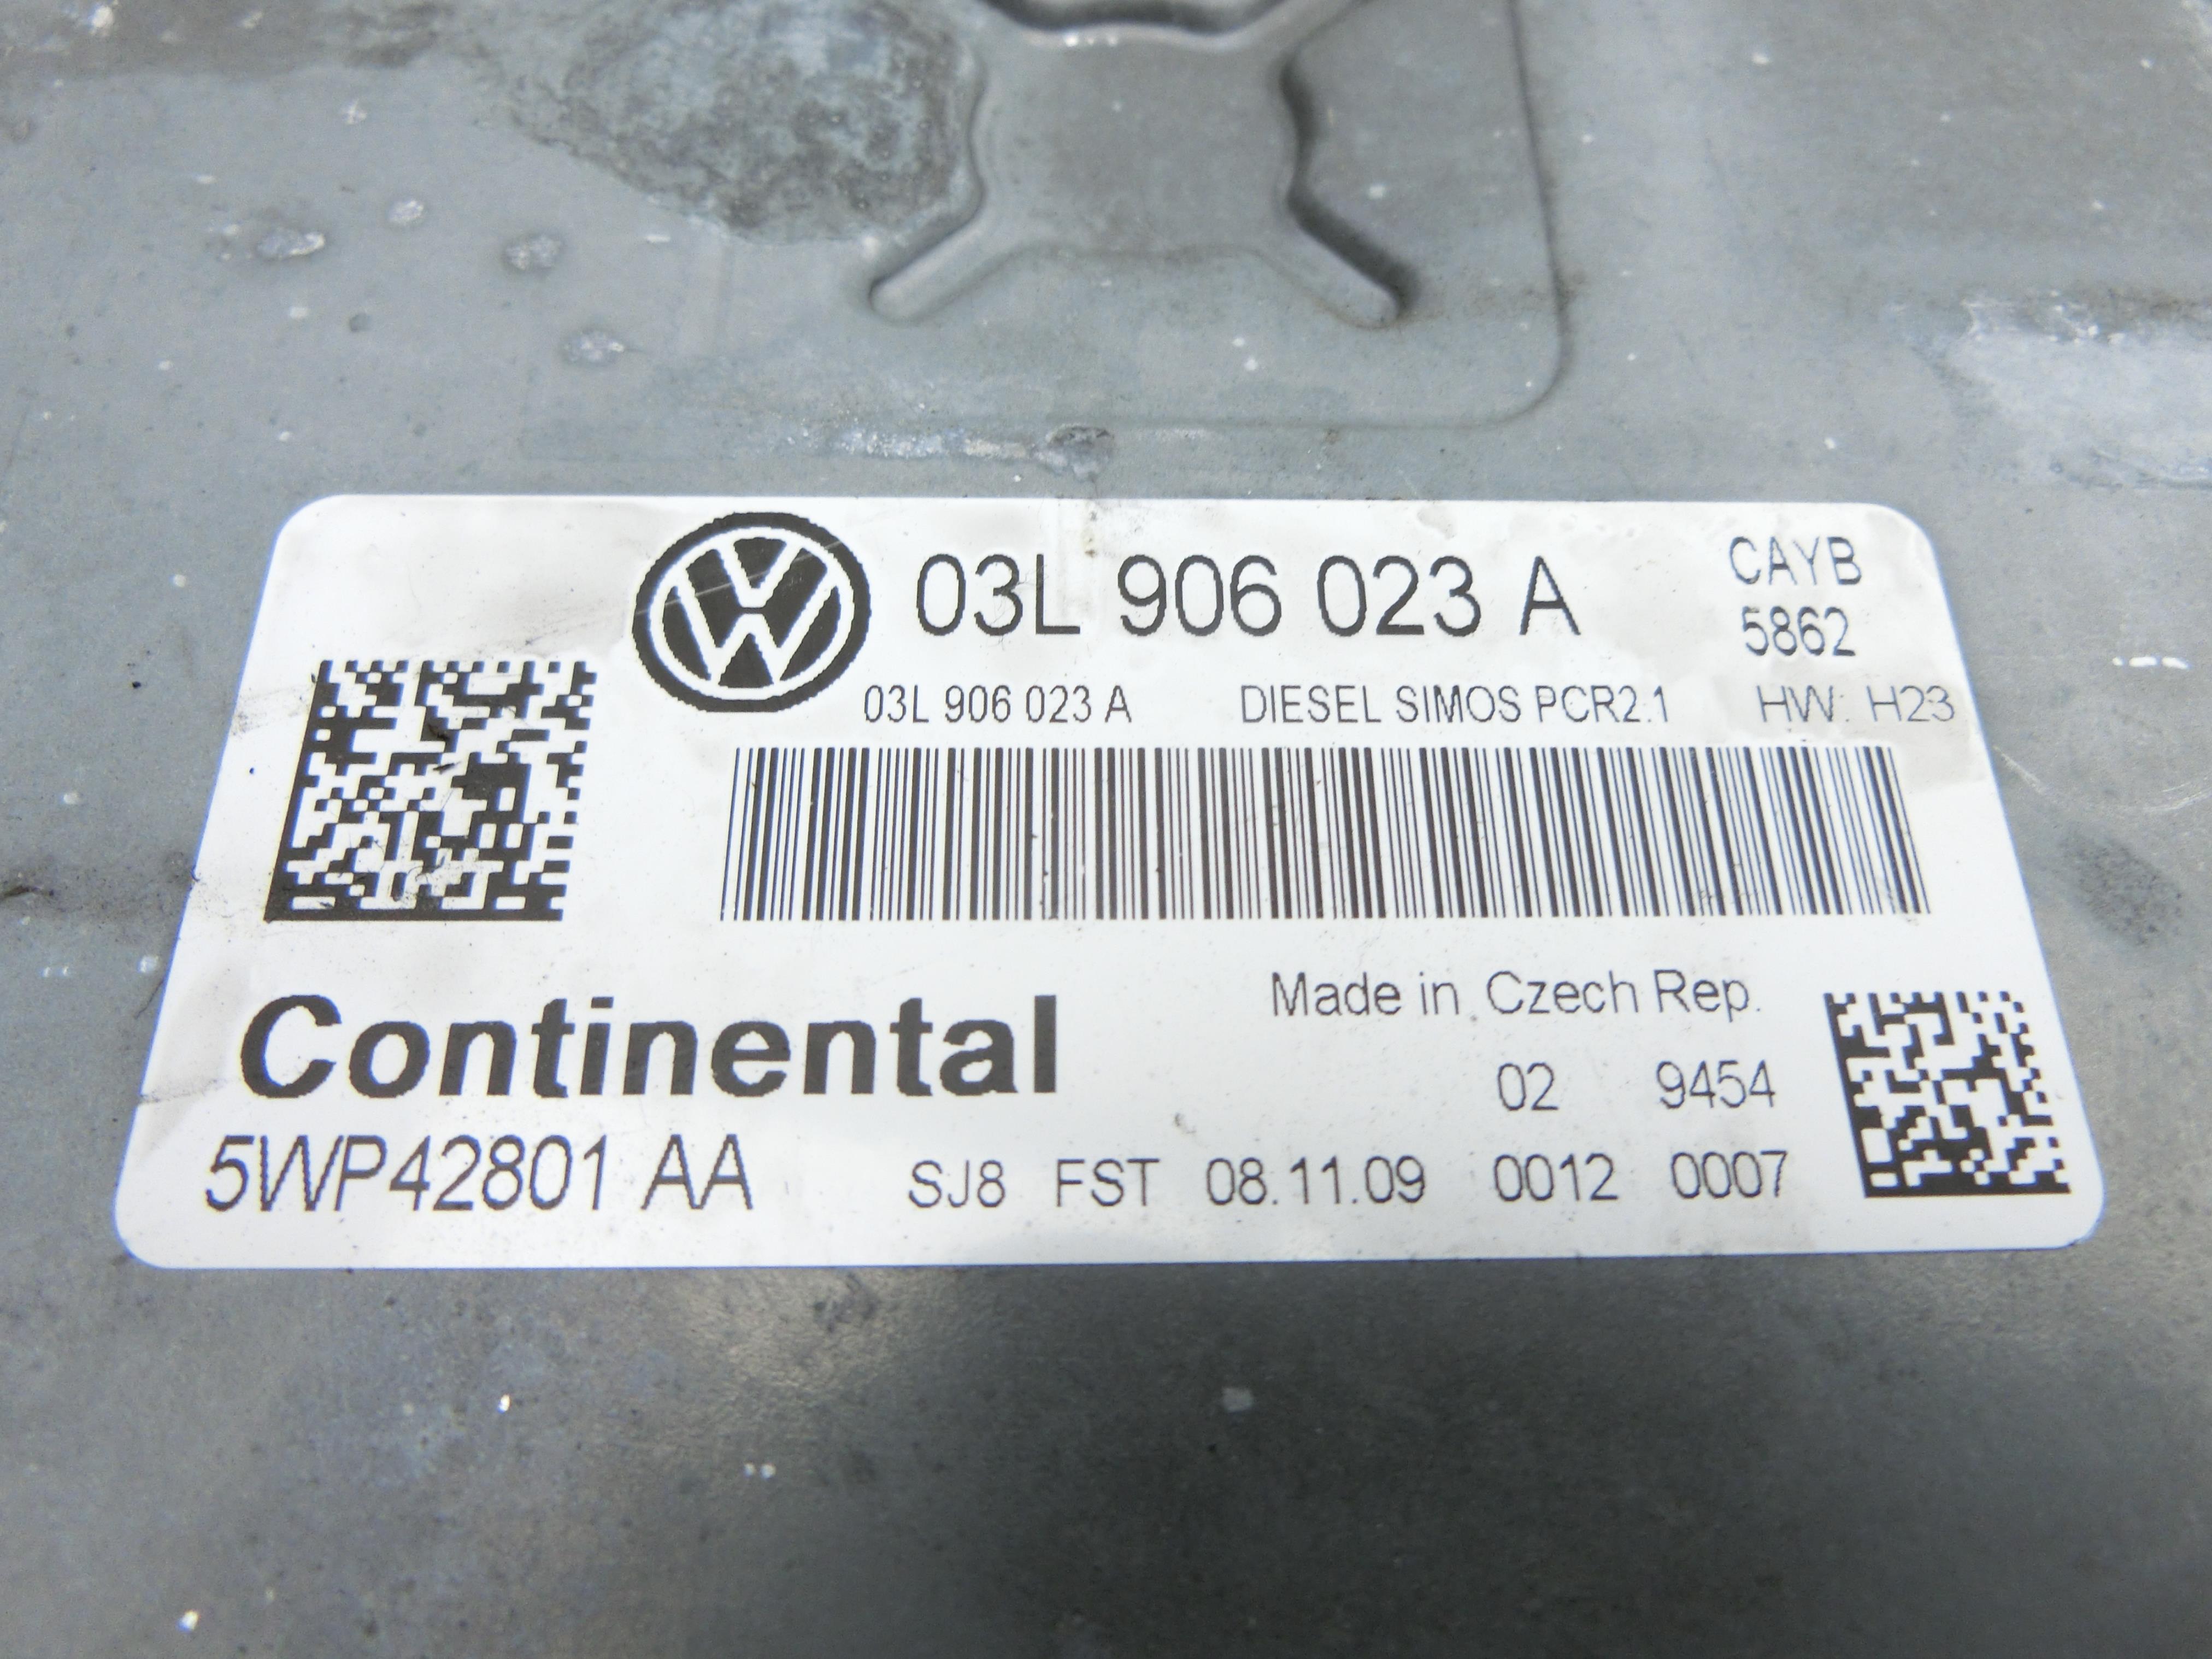 03L 906 023 A CAYB
5862
03L 906 023 A DIESEL SIMOS PCR2.1 HW: H23
Made in Czech Rep.
Continental
02 9454
5WP42801 AA SJ8 FST 08.11.09 0012 0007